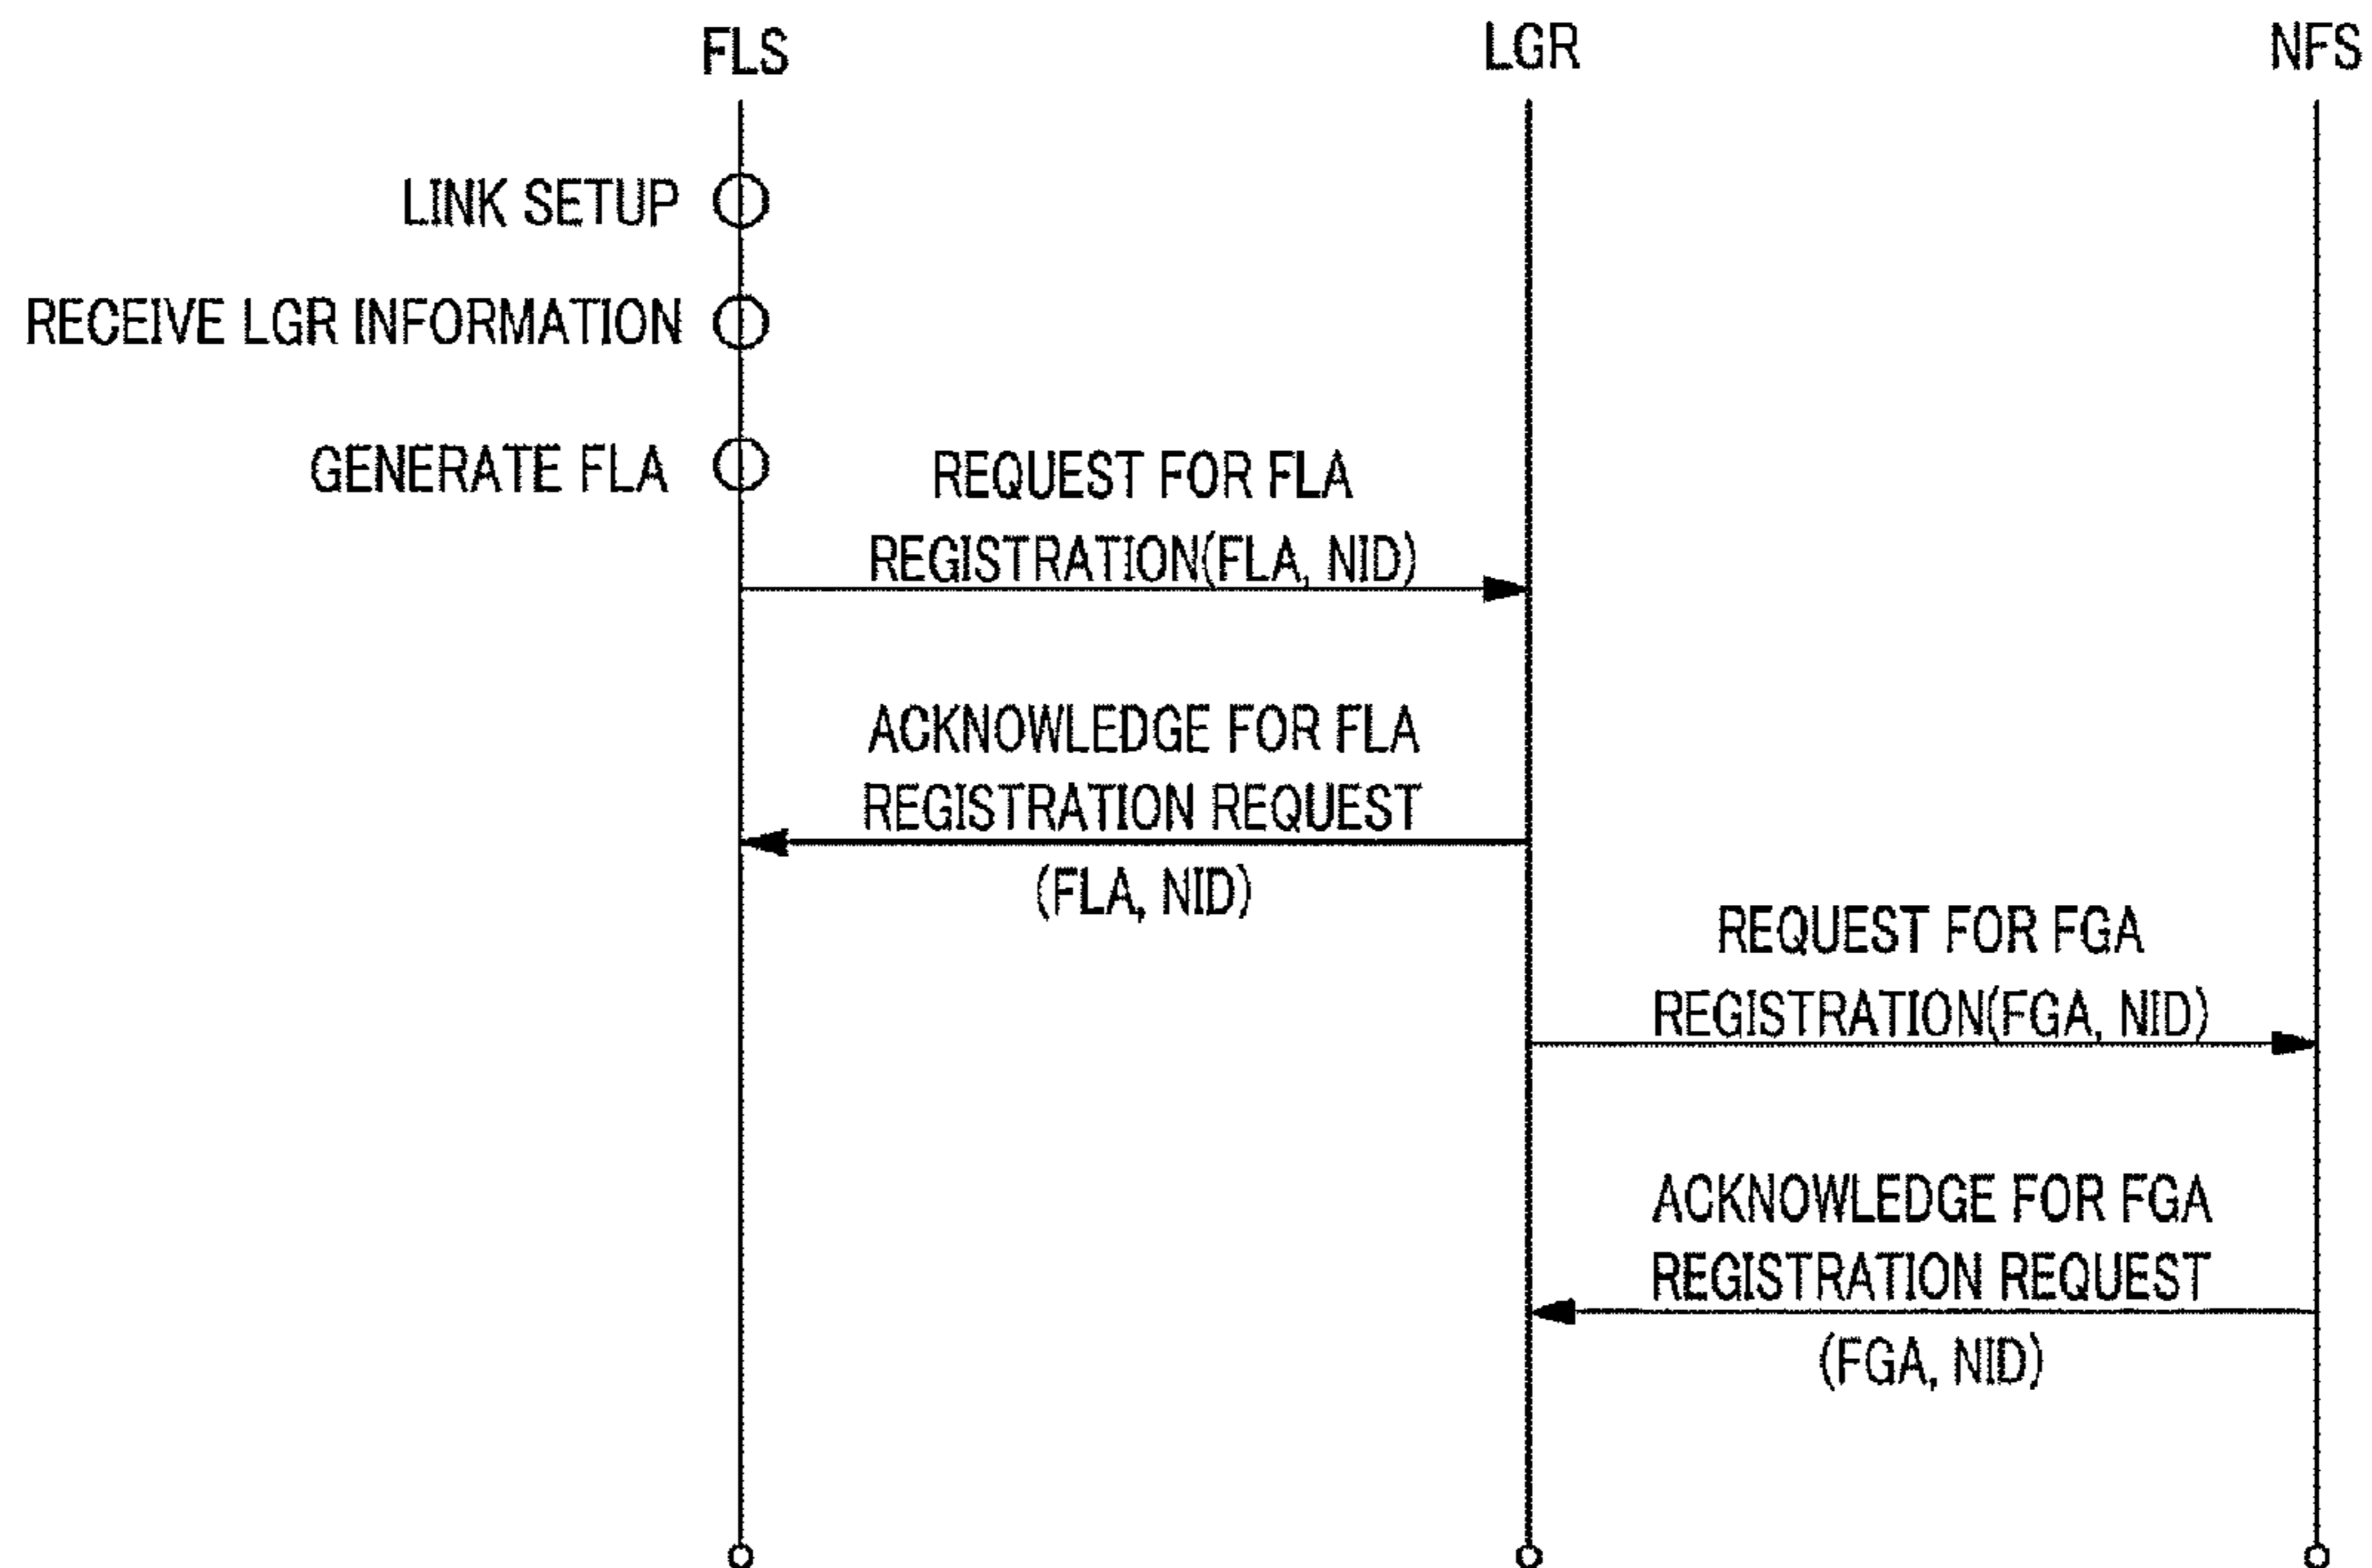 FLS
LGR
NFS
LINK SETUP
RECEIVE LGR INFORMATION
GENERATE FLA
REQUEST FOR FLA
REGISTRATION(FLA, NID)
ACKNOWLEDGE FOR FLA
REGISTRATION REQUEST
(FLA, NID)
REQUEST FOR FGA
REGISTRATION(FGA, NID)
ACKNOWLEDGE FOR FGA
REGISTRATION REQUEST
(FGA, NID)